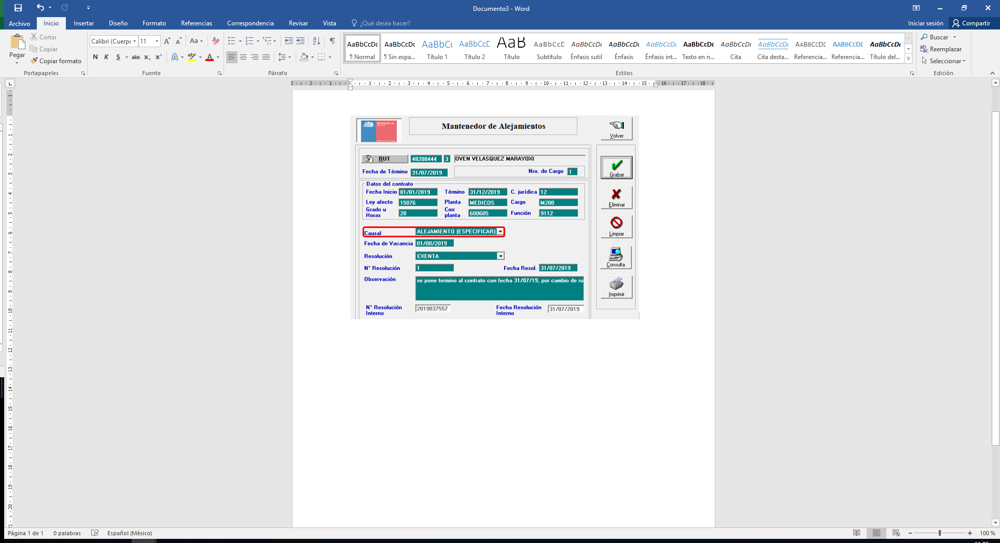 Documento3 - Word
Archivo Inicio Insertar Diseño Formato Referencias Correspondencia Revisar Vista ¿Qué desea hacer? Iniciar sesión Compartir
Pegar
Cortar
Copiar
Copiar formato
Portapapeles
Calibri (Cuerpo 11
N K S abc x₂ x²
Fuente
Párrafo
AaBbCcDc AaBbCcDc AaBbCc AaBbCcD AaB AaBbCcD AaBbCcDc AaBbCcDc AaBbCcDc AaBbCcDc AaBbCcDc AaBbCcDc AABBCCDD AABBCCDD AaBbCcDc
¶ Normal ¶ Sin espa... Título 1 Título 2 Título Subtítulo Énfasis sutil Énfasis Énfasis int... Texto en n... Cita Cita desta... Referencia... Referencia... Título del...
Estilos
Buscar
Reemplazar
Seleccionar
Edición
3 2 1 1 2 3 4 5 6 7 8 9 10 11 12 13 14 15 16 17 18
Mantenedor de Alejamientos
Volver
RUT 48208444 3 OVEN VELASQUEZ MARAYOXI
Fecha de Término 31/07/2019 Nro. de Cargo 1
Datos del contrato
Fecha Inicio 01/01/2019 Término 31/12/2019 C. jurídica 12
Ley afecto 15076 Planta MEDICOS Cargo M200
Grado u Horas 28 Corr planta 600605 Función 9112
Causal ALEJAMIENTO (ESPECIFICAR)
Fecha de Vacancia 01/08/2019
Resolución EXENTA
N° Resolución 1 Fecha Resol. 31/07/2019
Observación se pone termino al contrato con fecha 31/07/19, por cambio de ru
N° Resolución Interno 2019037557 Fecha Resolución Interno 31/07/2019
Grabar
Eliminar
Limpiar
Consulta
Imprimir
Página 1 de 1 0 palabras Español (México) 100 %